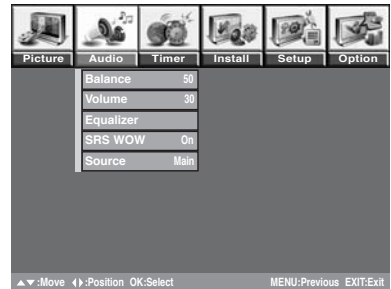 Picture Audio Timer Install Setup Option
Balance 50
Volume 30
Equalizer
SRS WOW On
Source Main
▲▼:Move ◀▶:Position OK:Select MENU:Previous EXIT:Exit